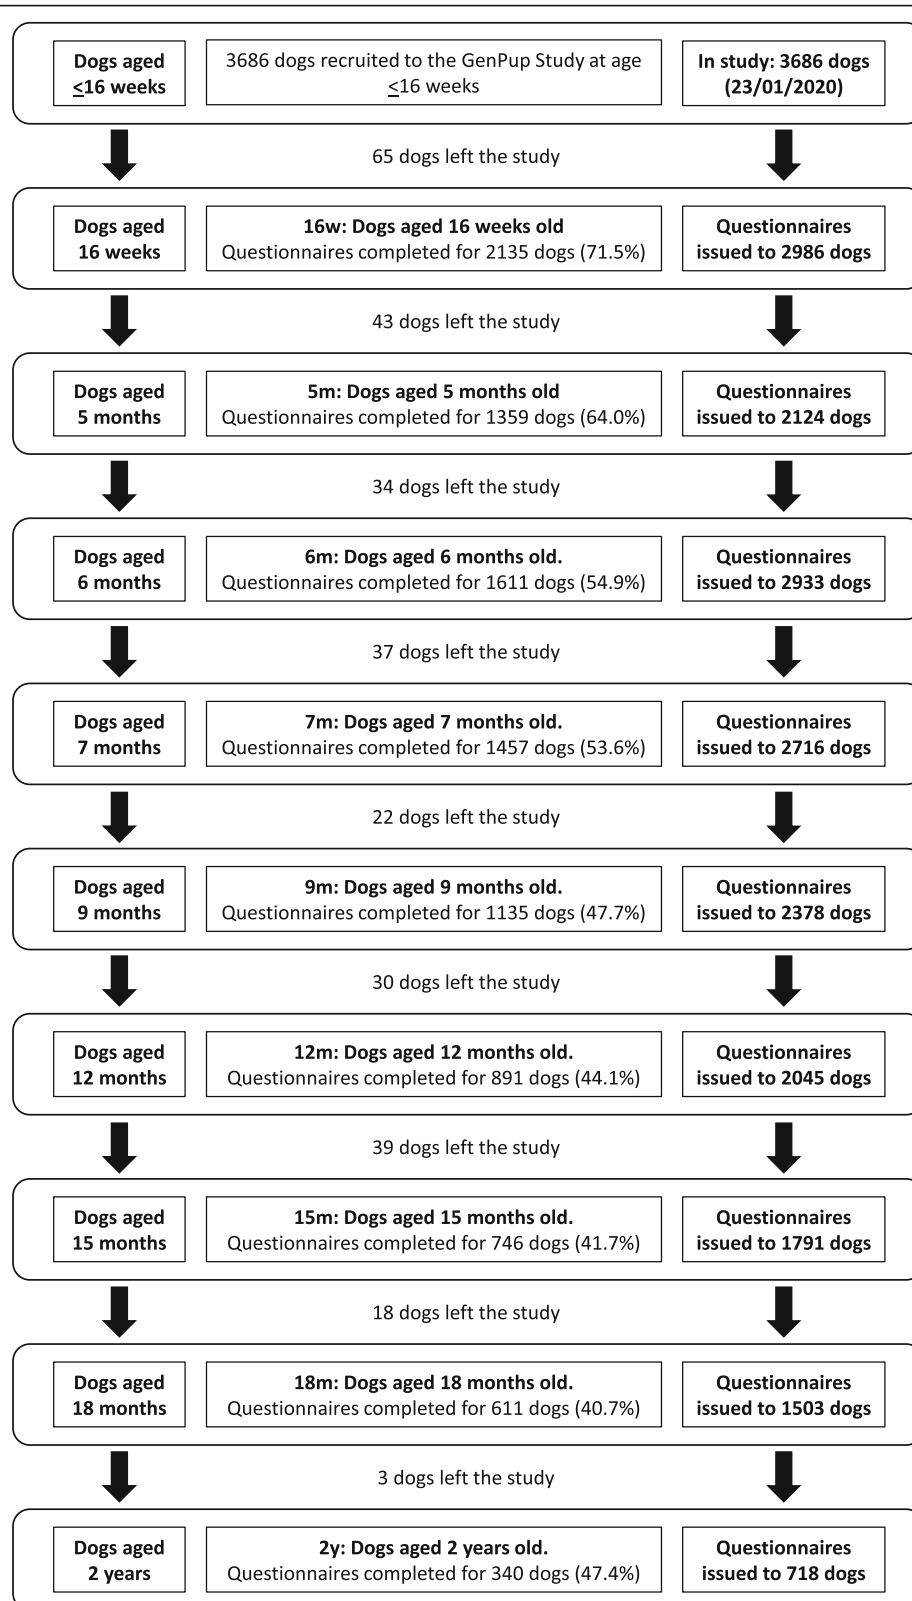 Dogs aged
≤16 weeks
3686 dogs recruited to the GenPup Study at age
≤16 weeks
In study: 3686 dogs
(23/01/2020)
65 dogs left the study
Dogs aged
16 weeks
16w: Dogs aged 16 weeks old
Questionnaires completed for 2135 dogs (71.5%)
Questionnaires
issued to 2986 dogs
43 dogs left the study
Dogs aged
5 months
5m: Dogs aged 5 months old
Questionnaires completed for 1359 dogs (64.0%)
Questionnaires
issued to 2124 dogs
34 dogs left the study
Dogs aged
6 months
6m: Dogs aged 6 months old.
Questionnaires completed for 1611 dogs (54.9%)
Questionnaires
issued to 2933 dogs
37 dogs left the study
Dogs aged
7 months
7m: Dogs aged 7 months old.
Questionnaires completed for 1457 dogs (53.6%)
Questionnaires
issued to 2716 dogs
22 dogs left the study
Dogs aged
9 months
9m: Dogs aged 9 months old.
Questionnaires completed for 1135 dogs (47.7%)
Questionnaires
issued to 2378 dogs
30 dogs left the study
Dogs aged
12 months
12m: Dogs aged 12 months old.
Questionnaires completed for 891 dogs (44.1%)
Questionnaires
issued to 2045 dogs
39 dogs left the study
Dogs aged
15 months
15m: Dogs aged 15 months old.
Questionnaires completed for 746 dogs (41.7%)
Questionnaires
issued to 1791 dogs
18 dogs left the study
Dogs aged
18 months
18m: Dogs aged 18 months old.
Questionnaires completed for 611 dogs (40.7%)
Questionnaires
issued to 1503 dogs
3 dogs left the study
Dogs aged
2 years
2y: Dogs aged 2 years old.
Questionnaires completed for 340 dogs (47.4%)
Questionnaires
issued to 718 dogs